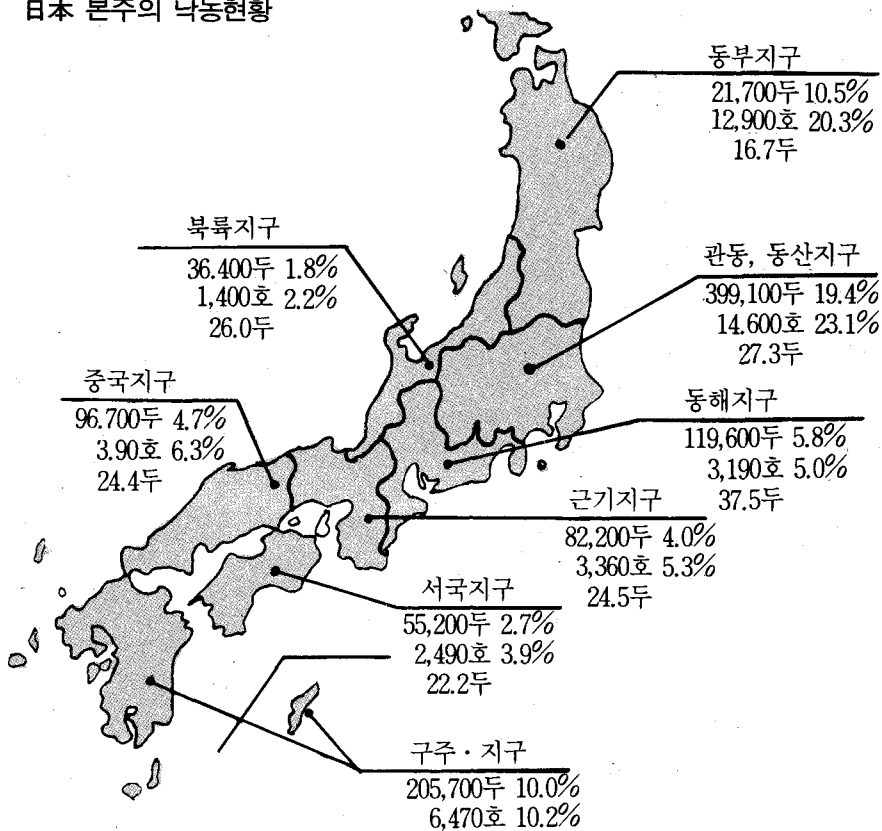 日本 본주의 낙농현황
동부지구
21,700두 10.5%
12,900호 20.3%
16.7두
북륙지구
36.400두 1.8%
1,400호 2.2%
26.0두
관동, 동산지구
399,100두 19.4%
14.600호 23.1%
27.3두
중국지구
96.700두 4.7%
3.90호 6.3%
24.4두
동해지구
119,600두 5.8%
3,190호 5.0%
37.5두
근기지구
82,200두 4.0%
3,360호 5.3%
24.5두
서국지구
55,200두 2.7%
2,490호 3.9%
22.2두
구주·지구
205,700두 10.0%
6,470호 10.2%